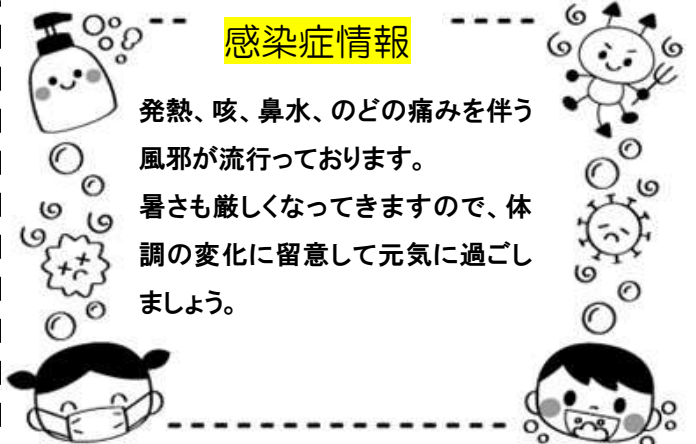 感染症情報
発熱、咳、鼻水、のどの痛みを伴う
風邪が流行っております。
暑さも厳しくなってきますので、体
調の変化に留意して元気に過ごし
ましょう。